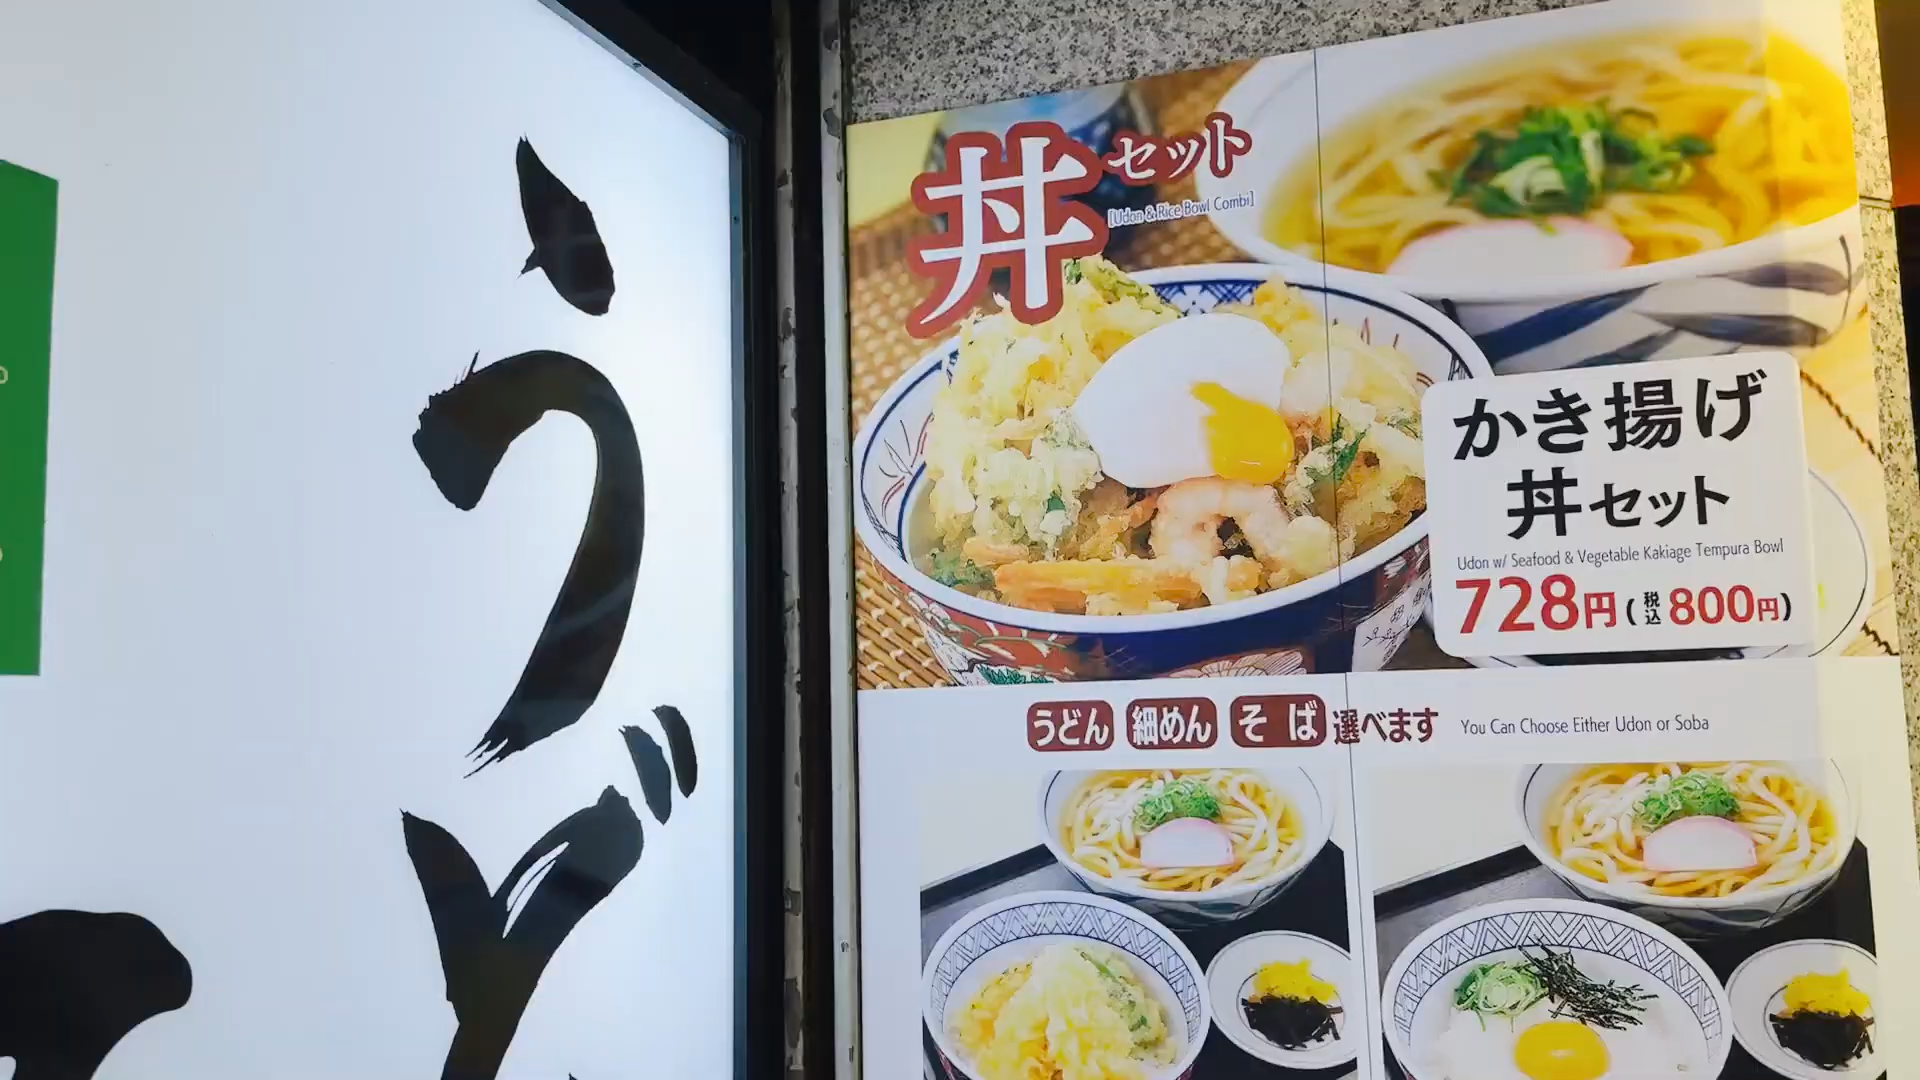 うど
丼セット
[Udon & Rice Bowl Combi]
かき揚げ
丼セット
Udon w/ Seafood & Vegetable Kakiage Tempura Bowl
728円(税込800円)
うどん 細めん そば 選べます You Can Choose Either Udon or Soba